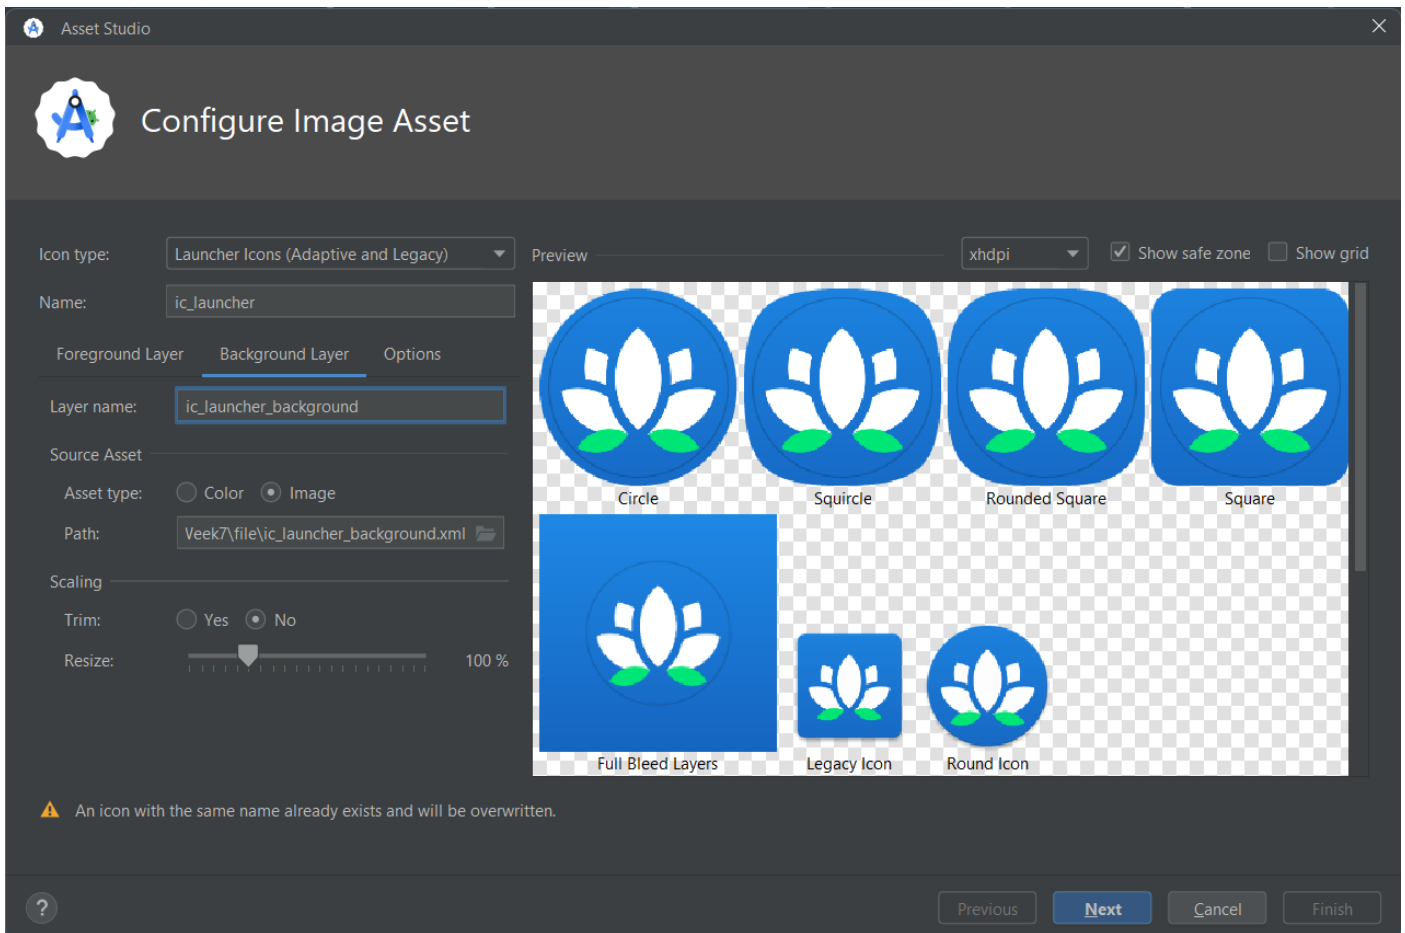 Asset Studio
Configure Image Asset
Icon type: Launcher Icons (Adaptive and Legacy)
Name: ic_launcher
Foreground Layer Background Layer Options
Layer name: ic_launcher_background
Source Asset
Asset type: Color Image
Path: Veek7\file\ic_launcher_background.xml
Scaling
Trim: Yes No
Resize: 100 %
Preview xhdpi Show safe zone Show grid
Circle Squircle Rounded Square Square
Full Bleed Layers Legacy Icon Round Icon
An icon with the same name already exists and will be overwritten.
? Previous Next Cancel Finish